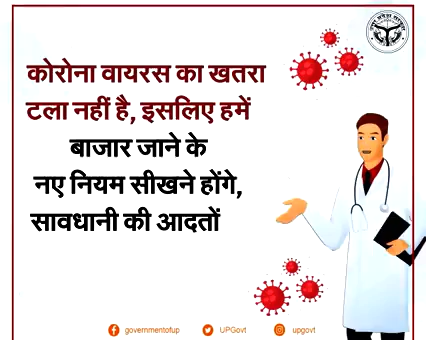 कोरोना वायरस का खतरा
टला नहीं है, इसलिए हमें
बाजार जाने के
नए नियम सीखने होंगे,
सावधानी की आदतों
governmentofup UPGovt upgovt